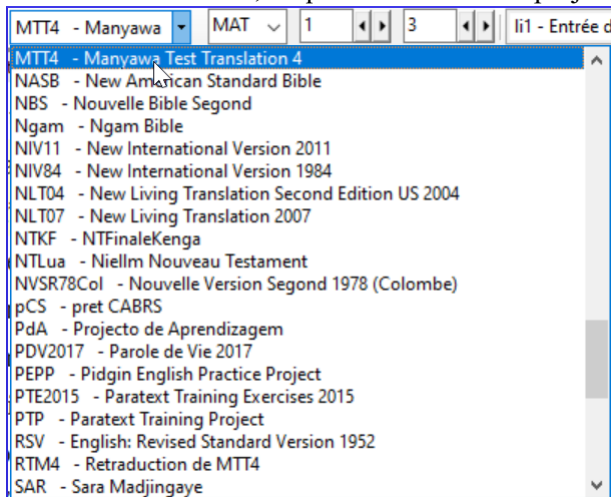 MTT4 - Manyawa MAT 1 3 li1 - Entrée d
MTT4 - Manyawa Test Translation 4
NASB - New American Standard Bible
NBS - Nouvelle Bible Segond
Ngam - Ngam Bible
NIV11 - New International Version 2011
NIV84 - New International Version 1984
NLT04 - New Living Translation Second Edition US 2004
NLT07 - New Living Translation 2007
NTKF - NTFinaleKenga
NTLua - Niellm Nouveau Testament
NVSR78Col - Nouvelle Version Segond 1978 (Colombe)
pCS - pret CABRS
PdA - Projecto de Aprendizagem
PDV2017 - Parole de Vie 2017
PEPP - Pidgin English Practice Project
PTE2015 - Paratext Training Exercises 2015
PTP - Paratext Training Project
RSV - English: Revised Standard Version 1952
RTM4 - Retraduction de MTT4
SAR - Sara Madjingaye